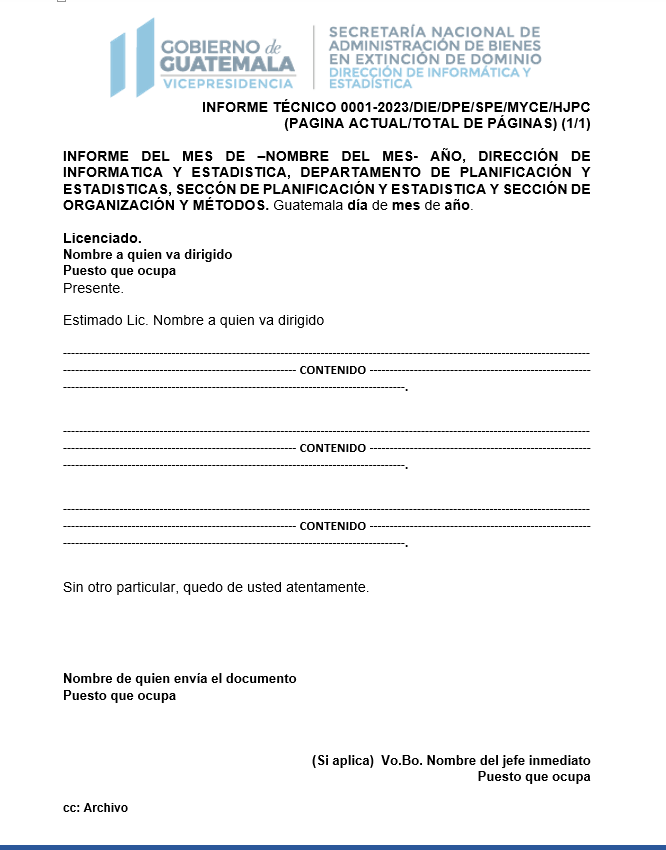 GOBIERNO de
GUATEMALA
VICEPRESIDENCIA
SECRETARÍA NACIONAL DE
ADMINISTRACIÓN DE BIENES
EN EXTINCIÓN DE DOMINIO
DIRECCIÓN DE INFORMÁTICA Y
ESTADÍSTICA
INFORME TÉCNICO 0001-2023/DIE/DPE/SPE/MYCE/HJPC
(PAGINA ACTUAL/TOTAL DE PÁGINAS) (1/1)
INFORME DEL MES DE –NOMBRE DEL MES- AÑO, DIRECCIÓN DE
INFORMATICA Y ESTADISTICA, DEPARTAMENTO DE PLANIFICACIÓN Y
ESTADISTICAS, SECCÓN DE PLANIFICACIÓN Y ESTADISTICA Y SECCIÓN DE
ORGANIZACIÓN Y MÉTODOS. Guatemala día de mes de año.
Licenciado.
Nombre a quien va dirigido
Puesto que ocupa
Presente.
Estimado Lic. Nombre a quien va dirigido
--------------------------------------------------------------------------------
----------------------------------- CONTENIDO ----------------------------------
----------------------------------------------------.
--------------------------------------------------------------------------------
----------------------------------- CONTENIDO ----------------------------------
----------------------------------------------------.
--------------------------------------------------------------------------------
----------------------------------- CONTENIDO ----------------------------------
----------------------------------------------------.
Sin otro particular, quedo de usted atentamente.
Nombre de quien envía el documento
Puesto que ocupa
(Si aplica) Vo.Bo. Nombre del jefe inmediato
Puesto que ocupa
cc: Archivo